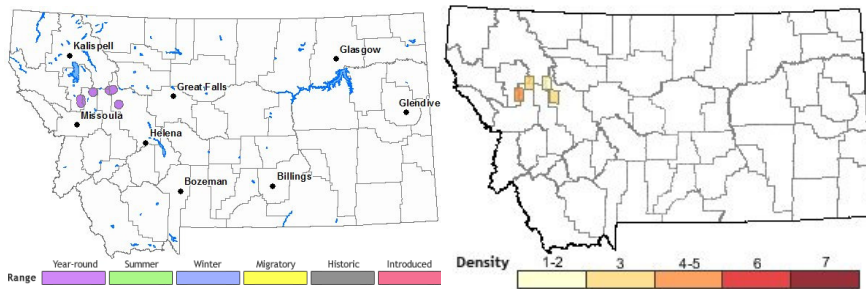 Kalispell
Glasgow
Great Falls
Glendive
Missoula
Helena
Bozeman
Billings
Range Year-round Summer Winter Migratory Historic Introduced
Density 1-2 3 4-5 6 7